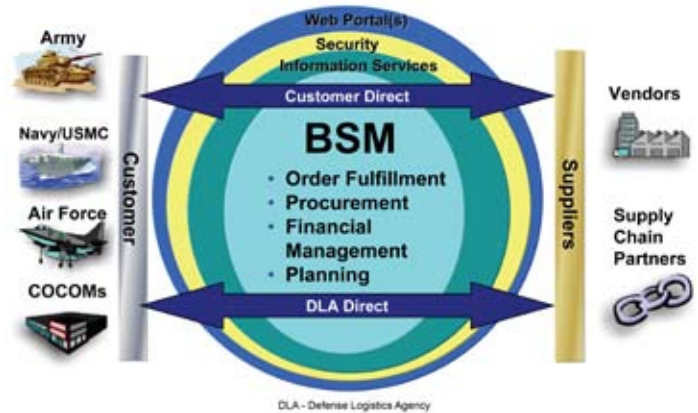 Web Portal(s)
Security
Information Services
Customer Direct
BSM
• Order Fulfillment
• Procurement
• Financial
Management
• Planning
DLA Direct
Army
Navy/USMC
Air Force
COCOMs
Customer
Suppliers
Vendors
Supply
Chain
Partners
DLA - Defense Logistics Agency